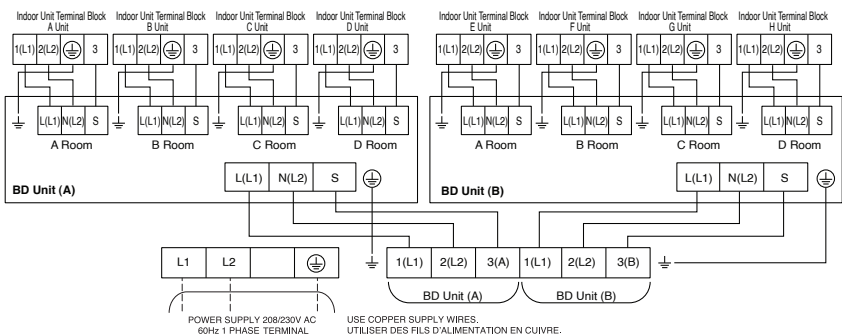 Indoor Unit Terminal Block
A Unit
Indoor Unit Terminal Block
B Unit
Indoor Unit Terminal Block
C Unit
Indoor Unit Terminal Block
D Unit
Indoor Unit Terminal Block
E Unit
Indoor Unit Terminal Block
F Unit
Indoor Unit Terminal Block
G Unit
Indoor Unit Terminal Block
H Unit
1(L1) 2(L2) 3
1(L1) 2(L2) 3
1(L1) 2(L2) 3
1(L1) 2(L2) 3
1(L1) 2(L2) 3
1(L1) 2(L2) 3
1(L1) 2(L2) 3
1(L1) 2(L2) 3
L(L1) N(L2) S
L(L1) N(L2) S
L(L1) N(L2) S
L(L1) N(L2) S
L(L1) N(L2) S
L(L1) N(L2) S
L(L1) N(L2) S
L(L1) N(L2) S
A Room
B Room
C Room
D Room
A Room
B Room
C Room
D Room
L(L1) N(L2) S
L(L1) N(L2) S
BD Unit (A)
BD Unit (B)
L1 L2
1(L1) 2(L2) 3(A) 1(L1) 2(L2) 3(B)
BD Unit (A)
BD Unit (B)
POWER SUPPLY 208/230V AC
60Hz 1 PHASE TERMINAL
USE COPPER SUPPLY WIRES.
UTILISER DES FILS D'ALIMENTATION EN CUIVRE.